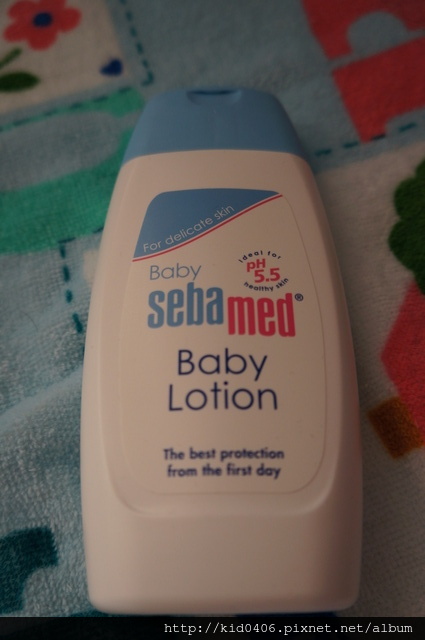 For delicate skin
Baby
ideal for
pH
5.5
healthy skin
sebamed®
Baby
Lotion
The best protection
from the first day
http://kid0406.pixnet.net/album